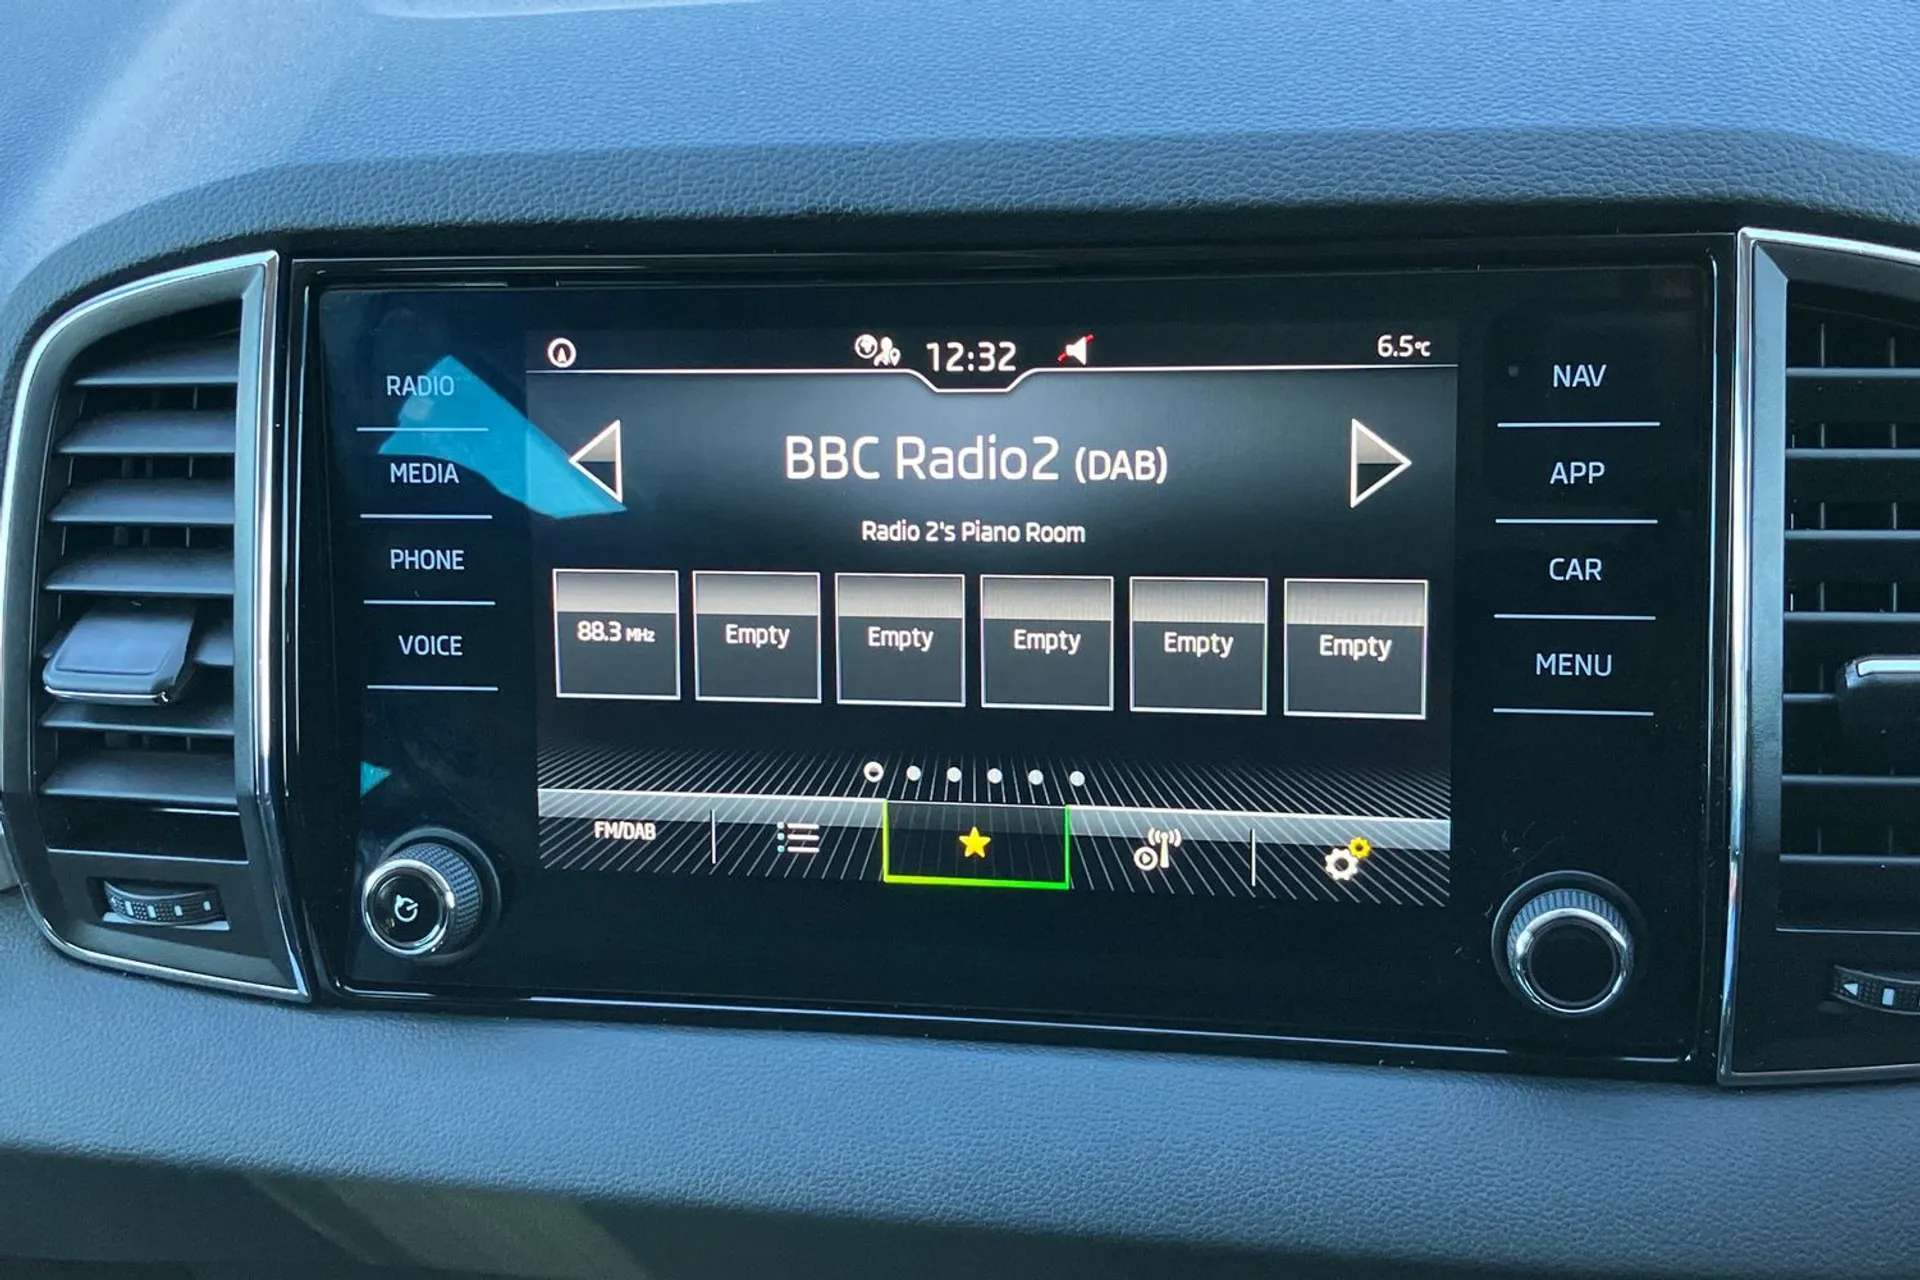 12:32
6.5°C
RADIO
MEDIA
PHONE
VOICE
BBC Radio2 (DAB)
Radio 2's Piano Room
88.3 MHz
Empty
Empty
Empty
Empty
Empty
FM/DAB
NAV
APP
CAR
MENU